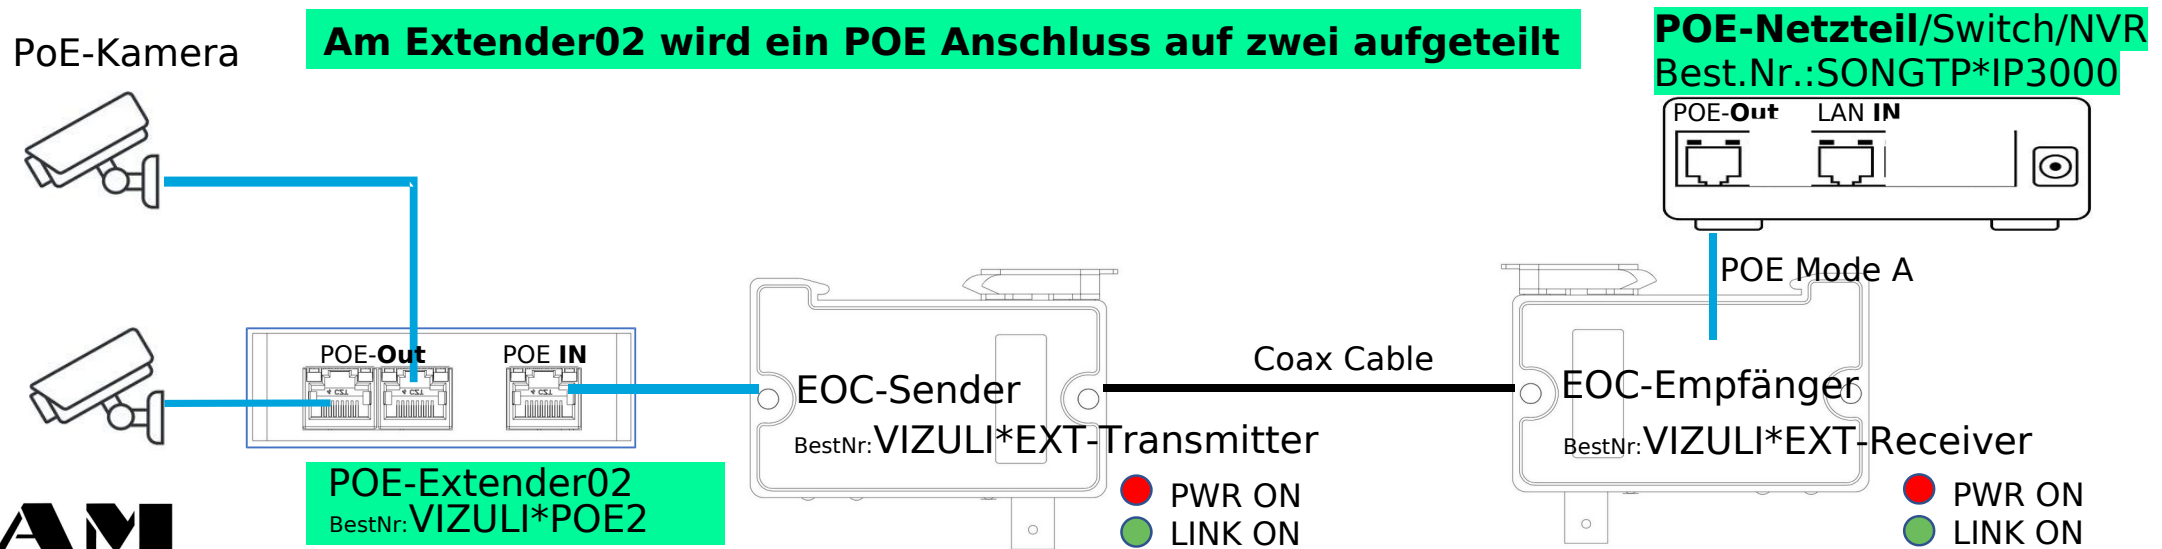 PoE-Kamera
Am Extender02 wird ein POE Anschluss auf zwei aufgeteilt
POE-Netzteil/Switch/NVR
Best.Nr.:SONGTP*IP3000
POE-Out LAN IN
POE Mode A
POE-Out POE IN
Coax Cable
EOC-Sender
BestNr:VIZULI*EXT-Transmitter
EOC-Empfänger
BestNr:VIZULI*EXT-Receiver
POE-Extender02
BestNr:VIZULI*POE2
PWR ON
LINK ON
PWR ON
LINK ON
AM